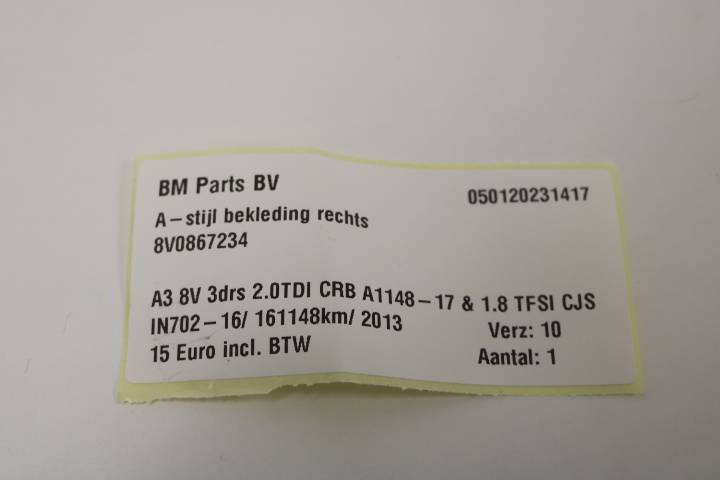 BM Parts BV 050120231417
A-stijl bekleding rechts
8V0867234
A3 8V 3drs 2.0TDI CRB A1148-17 & 1.8 TFSI CJS
IN702-16/ 161148km/ 2013 Verz: 10
15 Euro incl. BTW Aantal: 1